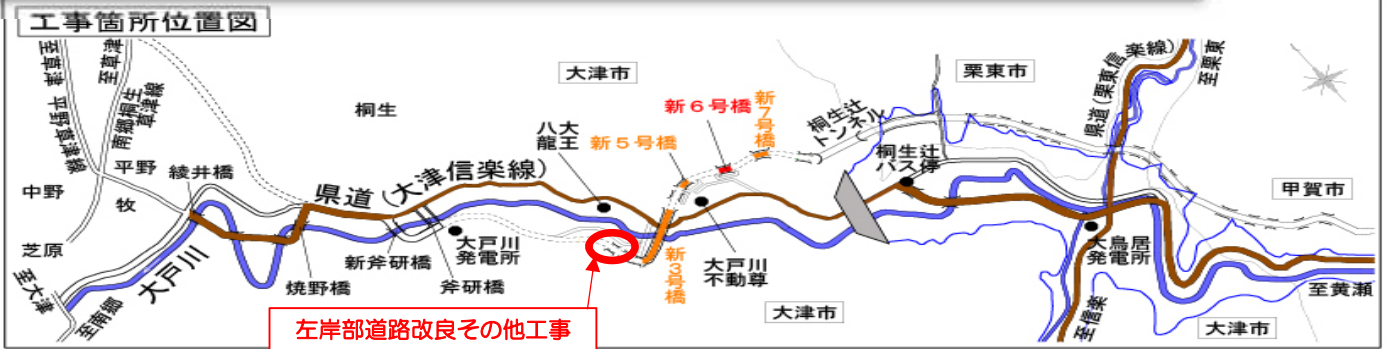 工事箇所位置図
至草津 平野草津線
至草津
南郷桐生
草津線
桐生
大津市
栗東市
県道(栗東信楽線)
至栗東
新6号橋
新7号橋
新5号橋
八大
龍王
桐生辻
トンネル
桐生辻
バス停
平野
綾井橋
中野
牧
県道(大津信楽線)
甲賀市
芝原
大戸川
大戸川
発電所
新斧研橋
斧研橋
焼野橋
新3号橋
大戸川
不動尊
大鳥居
発電所
至大津
至南郷
至黄瀬
至信楽
大津市
大津市
左岸部道路改良その他工事